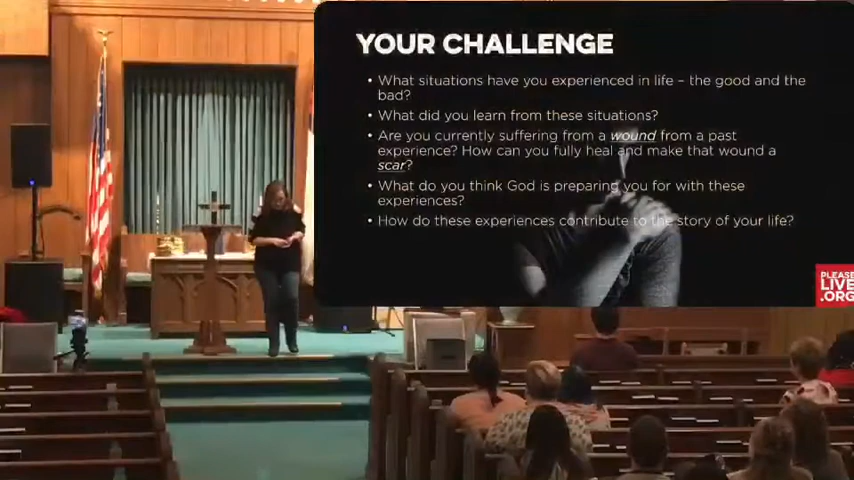 YOUR CHALLENGE
• What situations have you experienced in life – the good and the
bad?
• What did you learn from these situations?
• Are you currently suffering from a wound from a past
experience? How can you fully heal and make that wound a
scar?
• What do you think God is preparing you for with these
experiences?
• How do these experiences contribute to the story of your life?
PLEASE
LIVE
.ORG